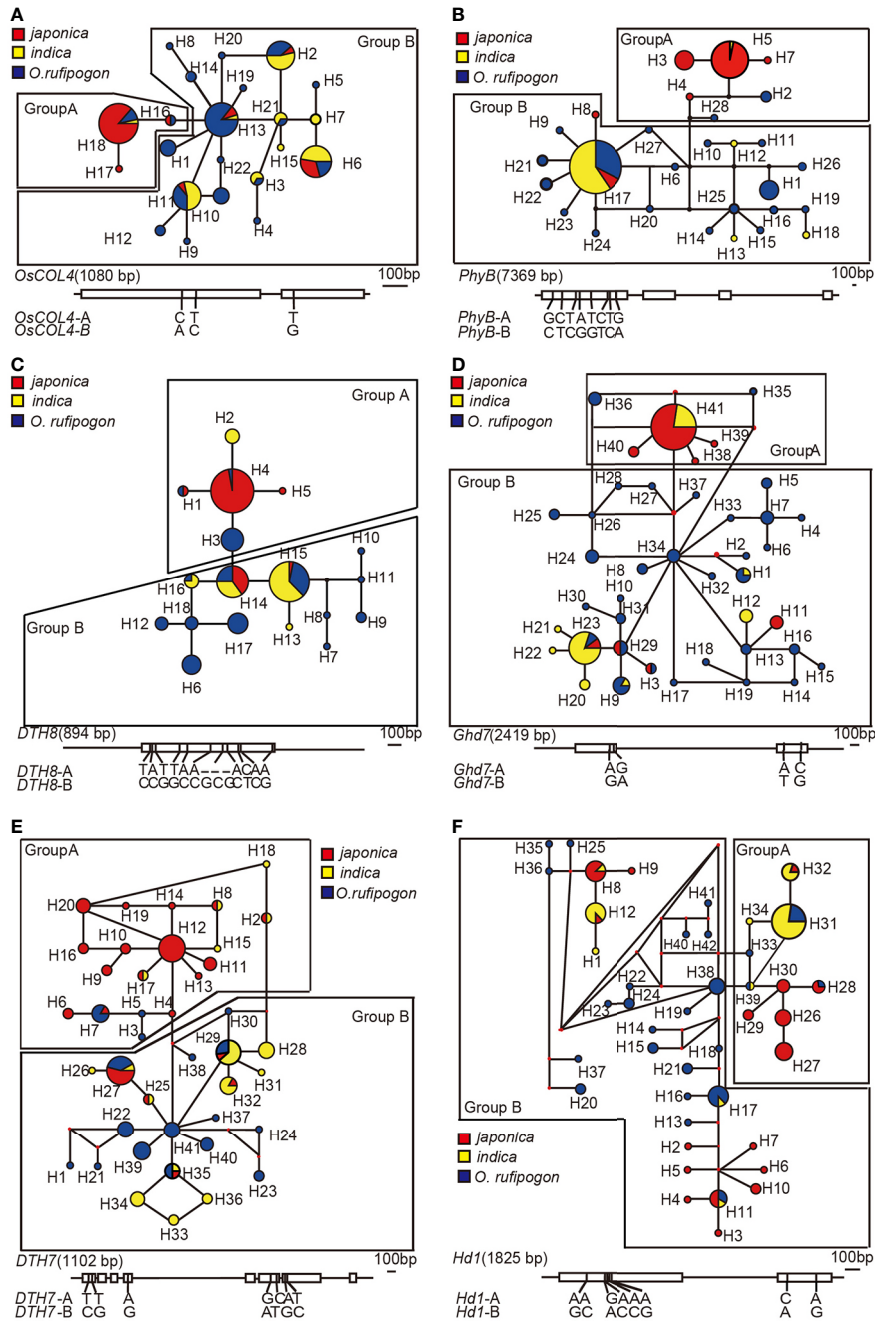 A
japonica
indica
O.rufipogon
Group B
H8
H20
H2
H14
H19
H5
GroupA
H16
H13
H21
H7
H18
H15
H6
H17
H1
H22
H3
H11
H10
H4
H12
H9
OsCOL4(1080 bp)
100bp
OsCOL4-A C T T
OsCOL4-B A C G
B
japonica
indica
O. rufipogon
GroupA
H5
H3
H7
H4
H2
H28
Group B
H8
H9
H27
H10
H11
H12
H21
H6
H26
H22
H17
H1
H25
H23
H20
H16
H19
H24
H14
H15
H18
H13
PhyB(7369 bp)
100bp
PhyB-A GCTATCTG
PhyB-B CTCGGTCA
C
japonica
indica
O. rufipogon
Group A
H2
H4
H1
H5
H3
H10
H15
H16
H14
H11
H18
H8
H9
Group B
H12
H17
H13
H7
H6
DTH8(894 bp)
100bp
DTH8-A TATTAA----ACAA
DTH8-B CCGGCCGCGCTCG
D
japonica
indica
O. rufipogon
H36
H35
H41
H40
H39
H38
GroupA
Group B
H28
H37
H5
H27
H33
H7
H25
H26
H4
H24
H34
H2
H6
H8
H32
H1
H10
H30
H31
H12
H11
H21
H23
H29
H16
H22
H18
H13
H3
H15
H20
H9
H17
H19
H14
Ghd7(2419 bp)
100bp
Ghd7-A AG A C
Ghd7-B GA T G
E
GroupA
japonica
indica
O.rufipogon
H18
H14
H8
H20
H19
H2
H12
H10
H15
H16
H11
H9
H17
H13
H6
H5
H4
H7
H3
Group B
H30
H29
H28
H26
H38
H27
H25
H31
H32
H37
H22
H24
H41
H40
H39
H1
H21
H35
H23
H34
H36
H33
DTH7(1102 bp)
100bp
DTH7-A TT A GCAT
DTH7-B CG G ATGC
F
H35
H25
GroupA
H36
H9
H32
H8
H41
H12
H34
H31
H40
H42
H33
H1
H22
H38
H30
H28
H24
H39
H23
H19
H29
H26
H14
H15
H18
H27
H37
H21
H20
H16
H17
Group B
H13
japonica
indica
O. rufipogon
H2
H7
H5
H6
H10
H4
H11
H3
Hd1(1825 bp)
100bp
Hd1-A AA GAAA C A
Hd1-B GC ACCG A G